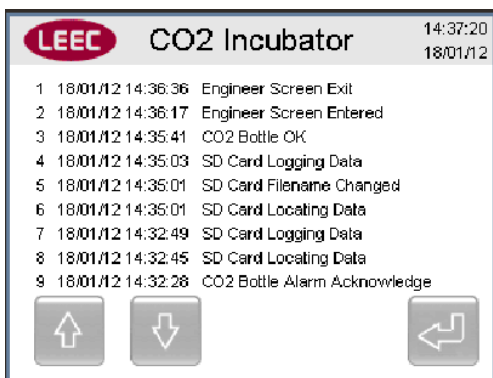 LEEC CO2 Incubator 14:37:20
18/01/12
1 18/01/12 14:36:36 Engineer Screen Exit
2 18/01/12 14:36:17 Engineer Screen Entered
3 18/01/12 14:35:41 CO2 Bottle OK
4 18/01/12 14:35:03 SD Card Logging Data
5 18/01/12 14:35:01 SD Card Filename Changed
6 18/01/12 14:35:01 SD Card Locating Data
7 18/01/12 14:32:49 SD Card Logging Data
8 18/01/12 14:32:45 SD Card Locating Data
9 18/01/12 14:32:28 CO2 Bottle Alarm Acknowledge